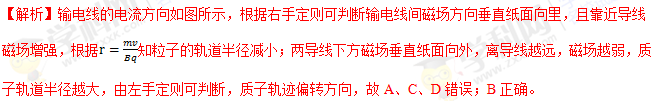 【解析】输电线的电流方向如图所示，根据右手定则可判断输电线间磁场方向垂直纸面向里，且靠近导线
磁场增强，根据r=mv/Bq知粒子的轨道半径减小；两导线下方磁场垂直纸面向外，离导线越远，磁场越弱，质
子轨道半径越大，由左手定则可判断，质子轨迹偏转方向，故 A、C、D 错误；B 正确。